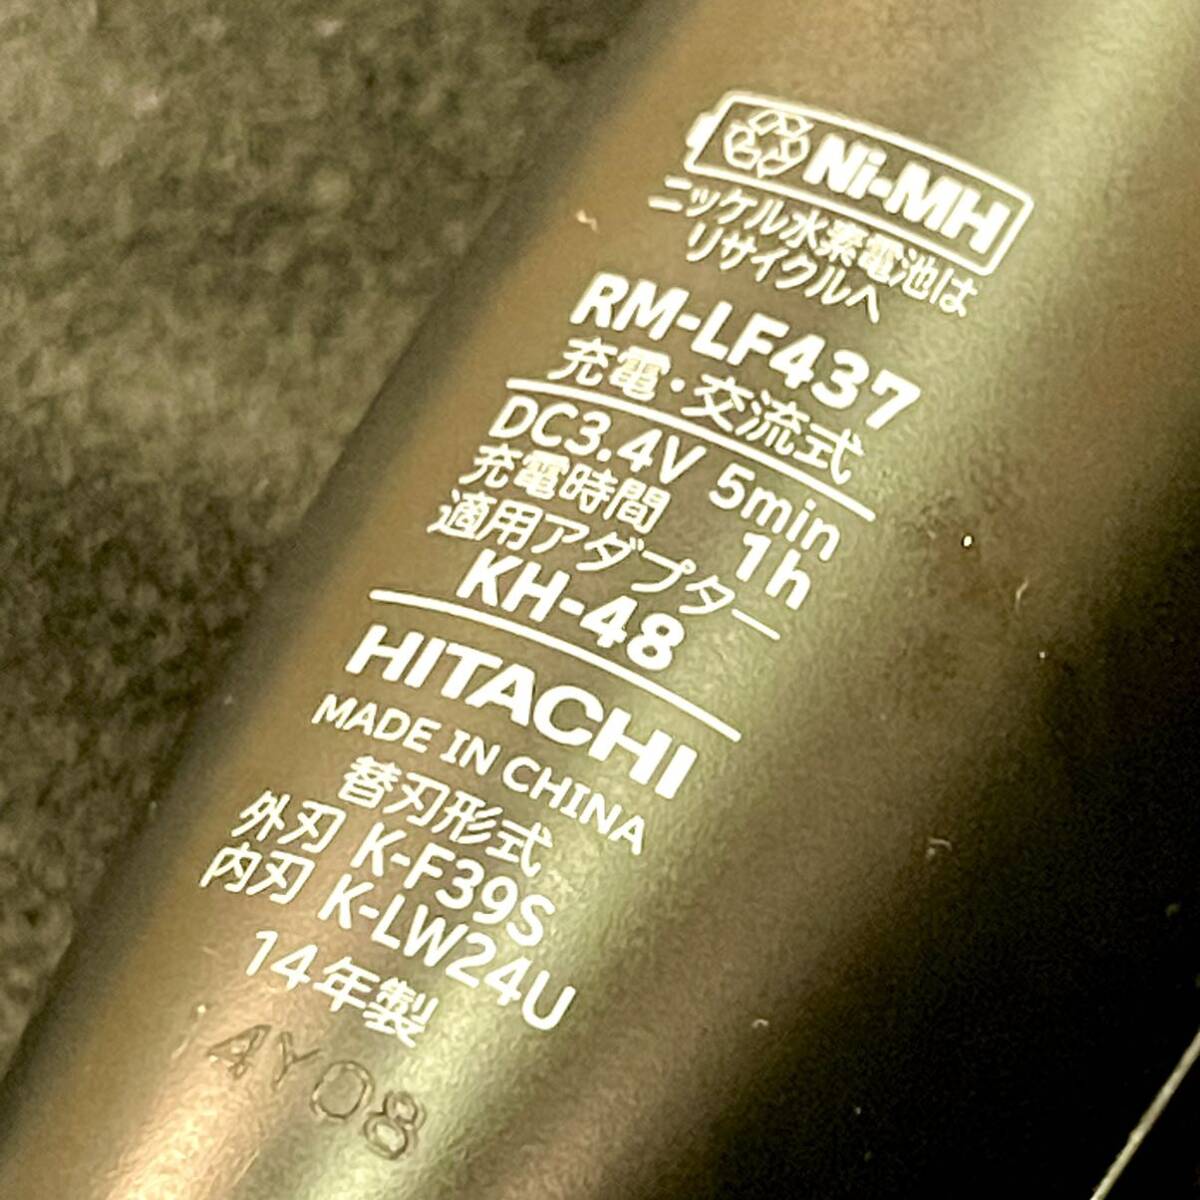 Ni-MH
ニッケル水素電池は
リサイクルへ
RM-LF437
充電・交流式
DC3.4V 5min
充電時間 1h
適用アダプター
KH-48
HITACHI
MADE IN CHINA
替刃形式
外刃 K-F39S
内刃 K-LW24U
14年製
4Y08